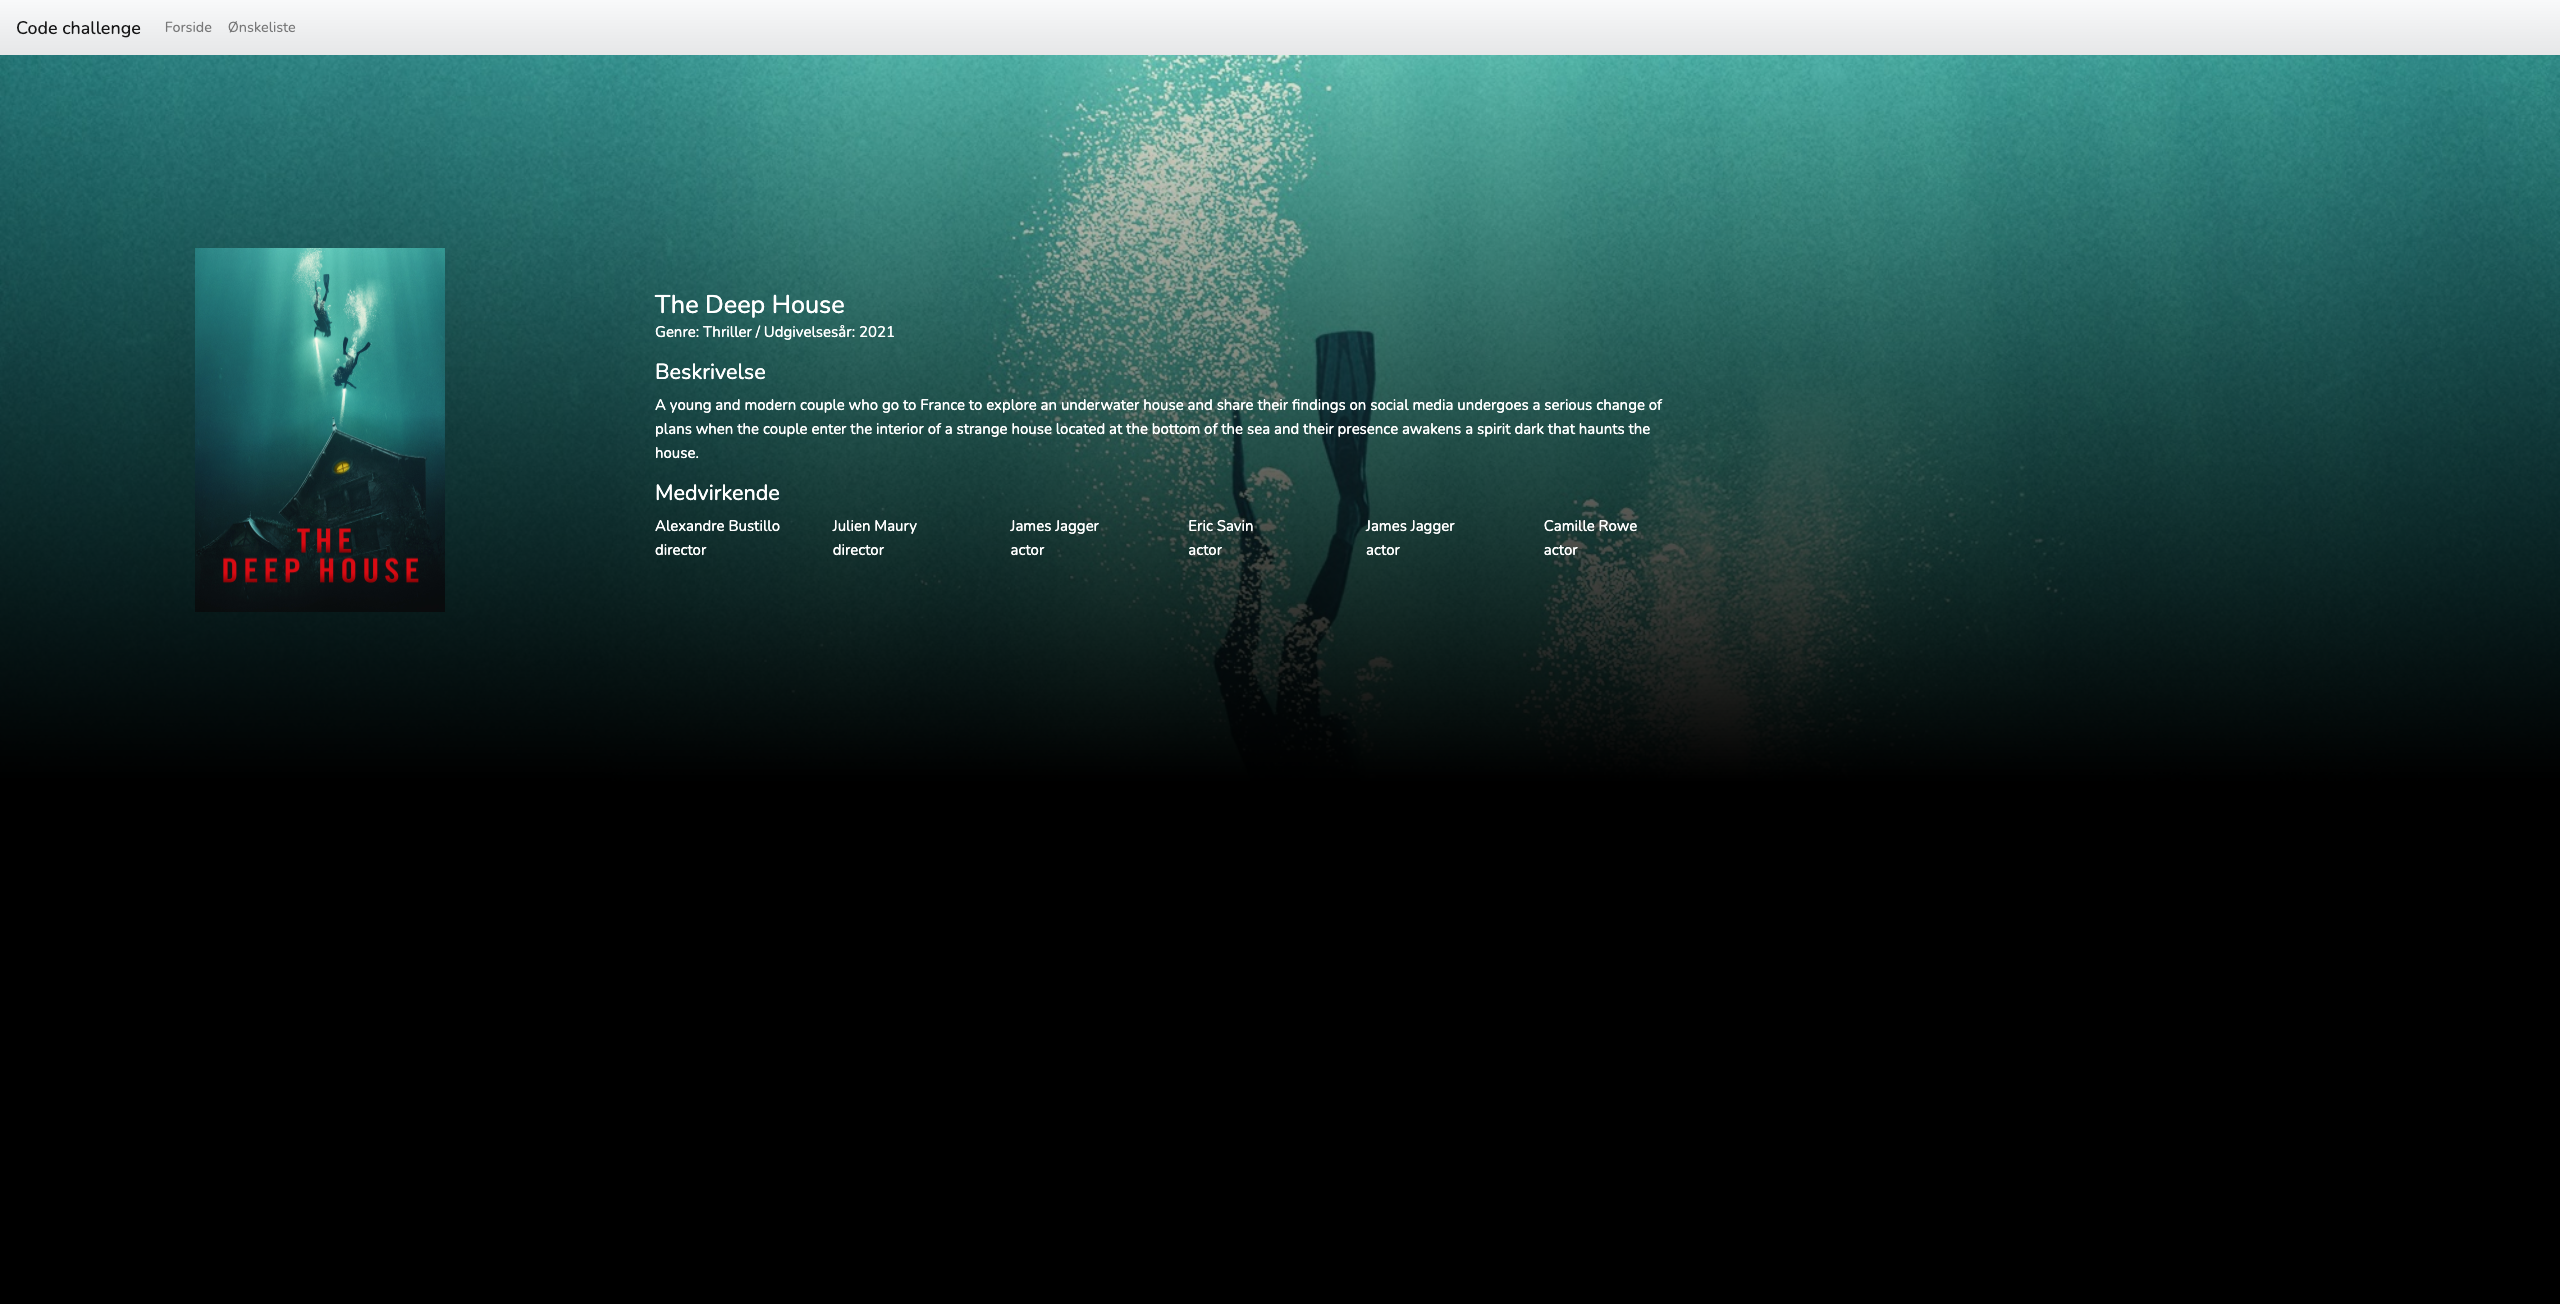 Code challenge Forside Ønskeliste
The Deep House
Genre: Thriller / Udgivelsesår: 2021
Beskrivelse
A young and modern couple who go to France to explore an underwater house and share their findings on social media undergoes a serious change of
plans when the couple enter the interior of a strange house located at the bottom of the sea and their presence awakens a spirit dark that haunts the
house.
Medvirkende
Alexandre Bustillo Julien Maury James Jagger Eric Savin James Jagger Camille Rowe
director director actor actor actor actor
THE
DEEP HOUSE